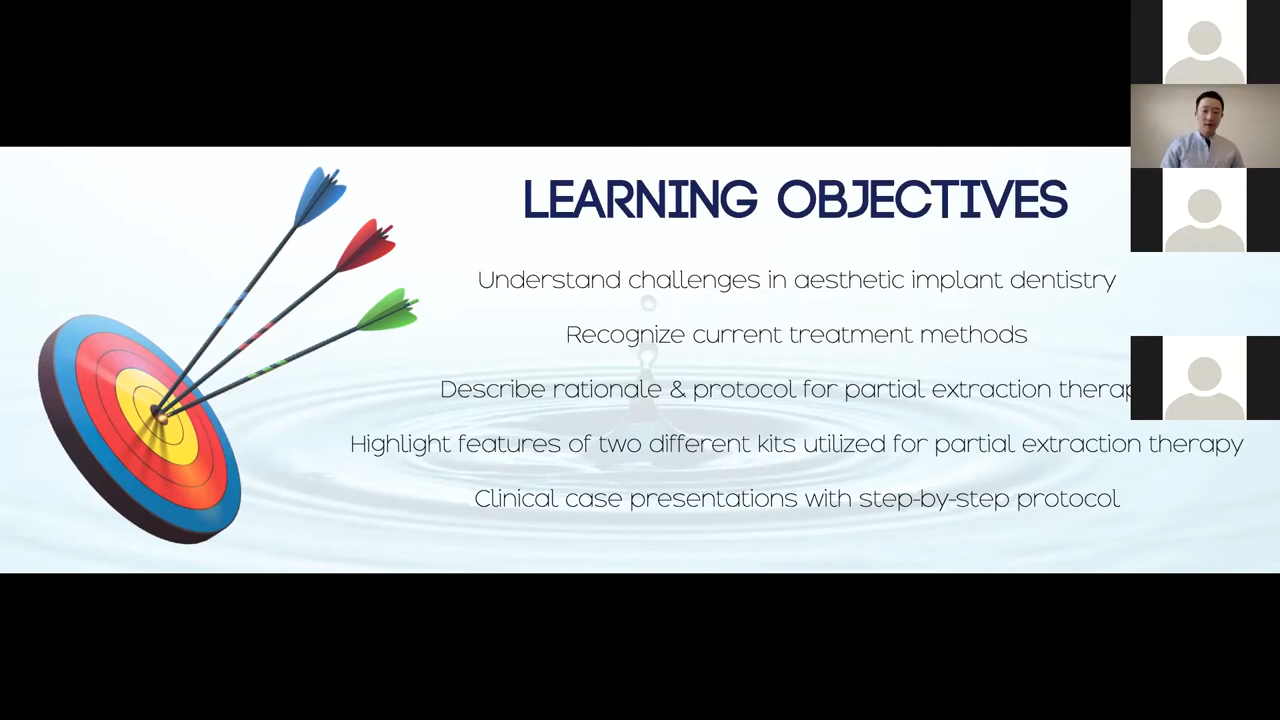 LEARNING OBJECTIVES
Understand challenges in aesthetic implant dentistry
Recognize current treatment methods
Describe rationale & protocol for partial extraction therap
Highlight features of two different kits utilized for partial extraction therapy
Clinical case presentations with step-by-step protocol